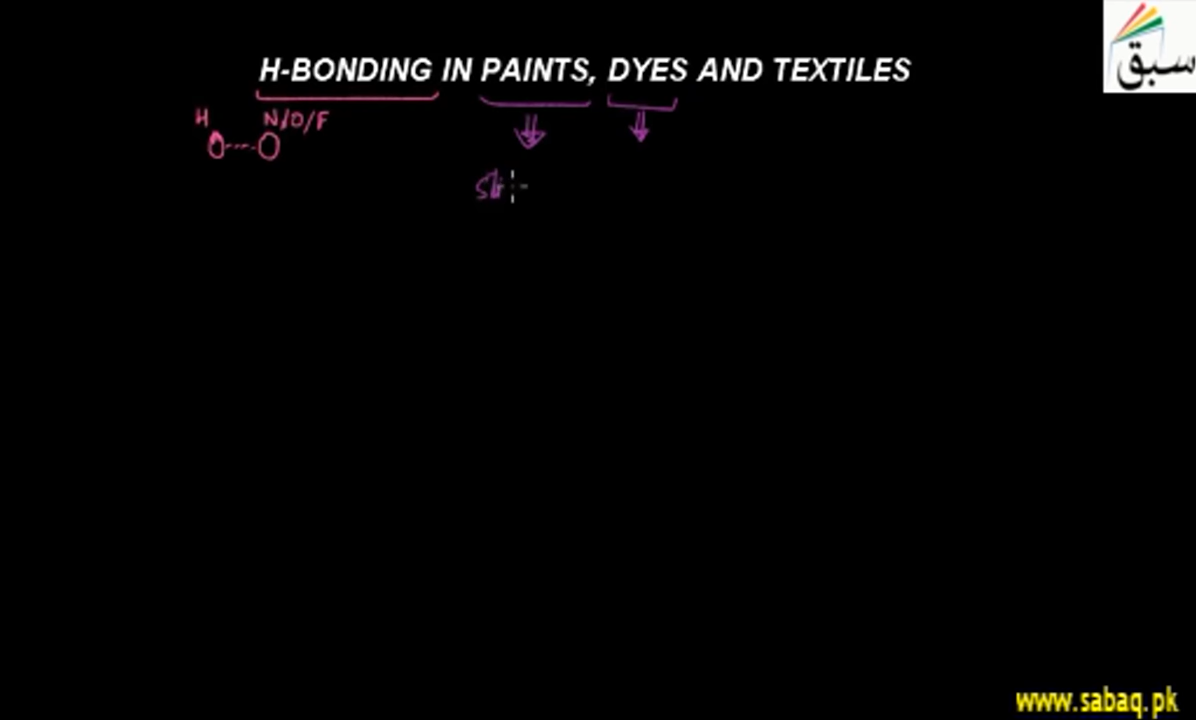 سبق
H-BONDING IN PAINTS, DYES AND TEXTILES
H N/O/F
www.sabaq.pk